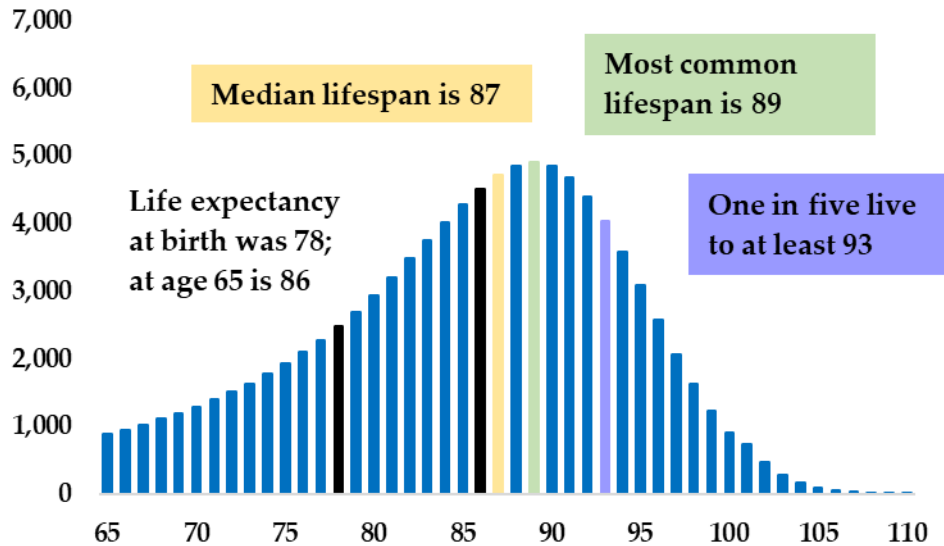 7,000
6,000
5,000
4,000
3,000
2,000
1,000
0
Median lifespan is 87
Most common
lifespan is 89
Life expectancy
at birth was 78;
at age 65 is 86
One in five live
to at least 93
65 70 75 80 85 90 95 100 105 110